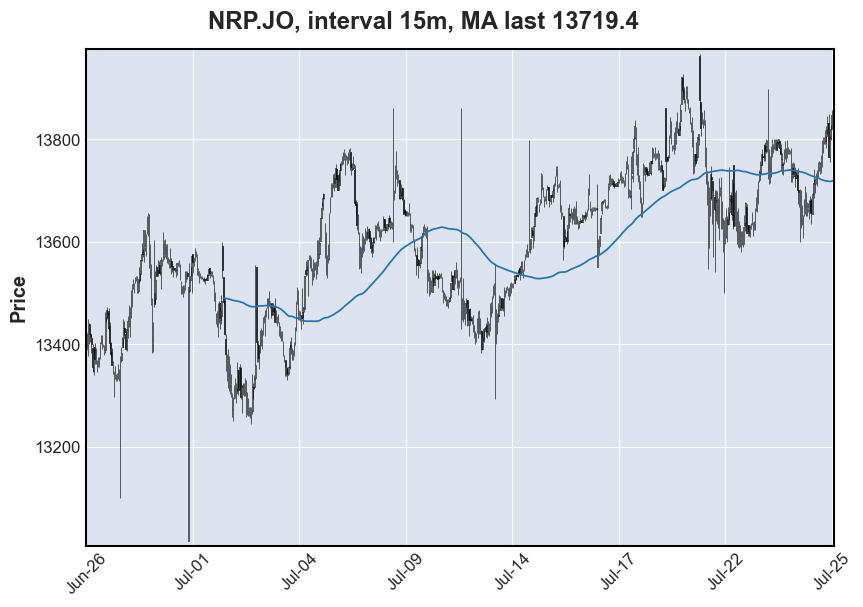 NRP.JO, interval 15m, MA last 13719.4
Price
13800
13600
13400
13200
Jun-26
Jul-01
Jul-04
Jul-09
Jul-14
Jul-17
Jul-22
Jul-25